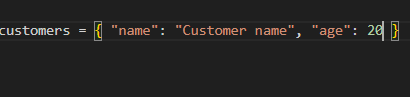 customers = { "name": "Customer name", "age": 20 }